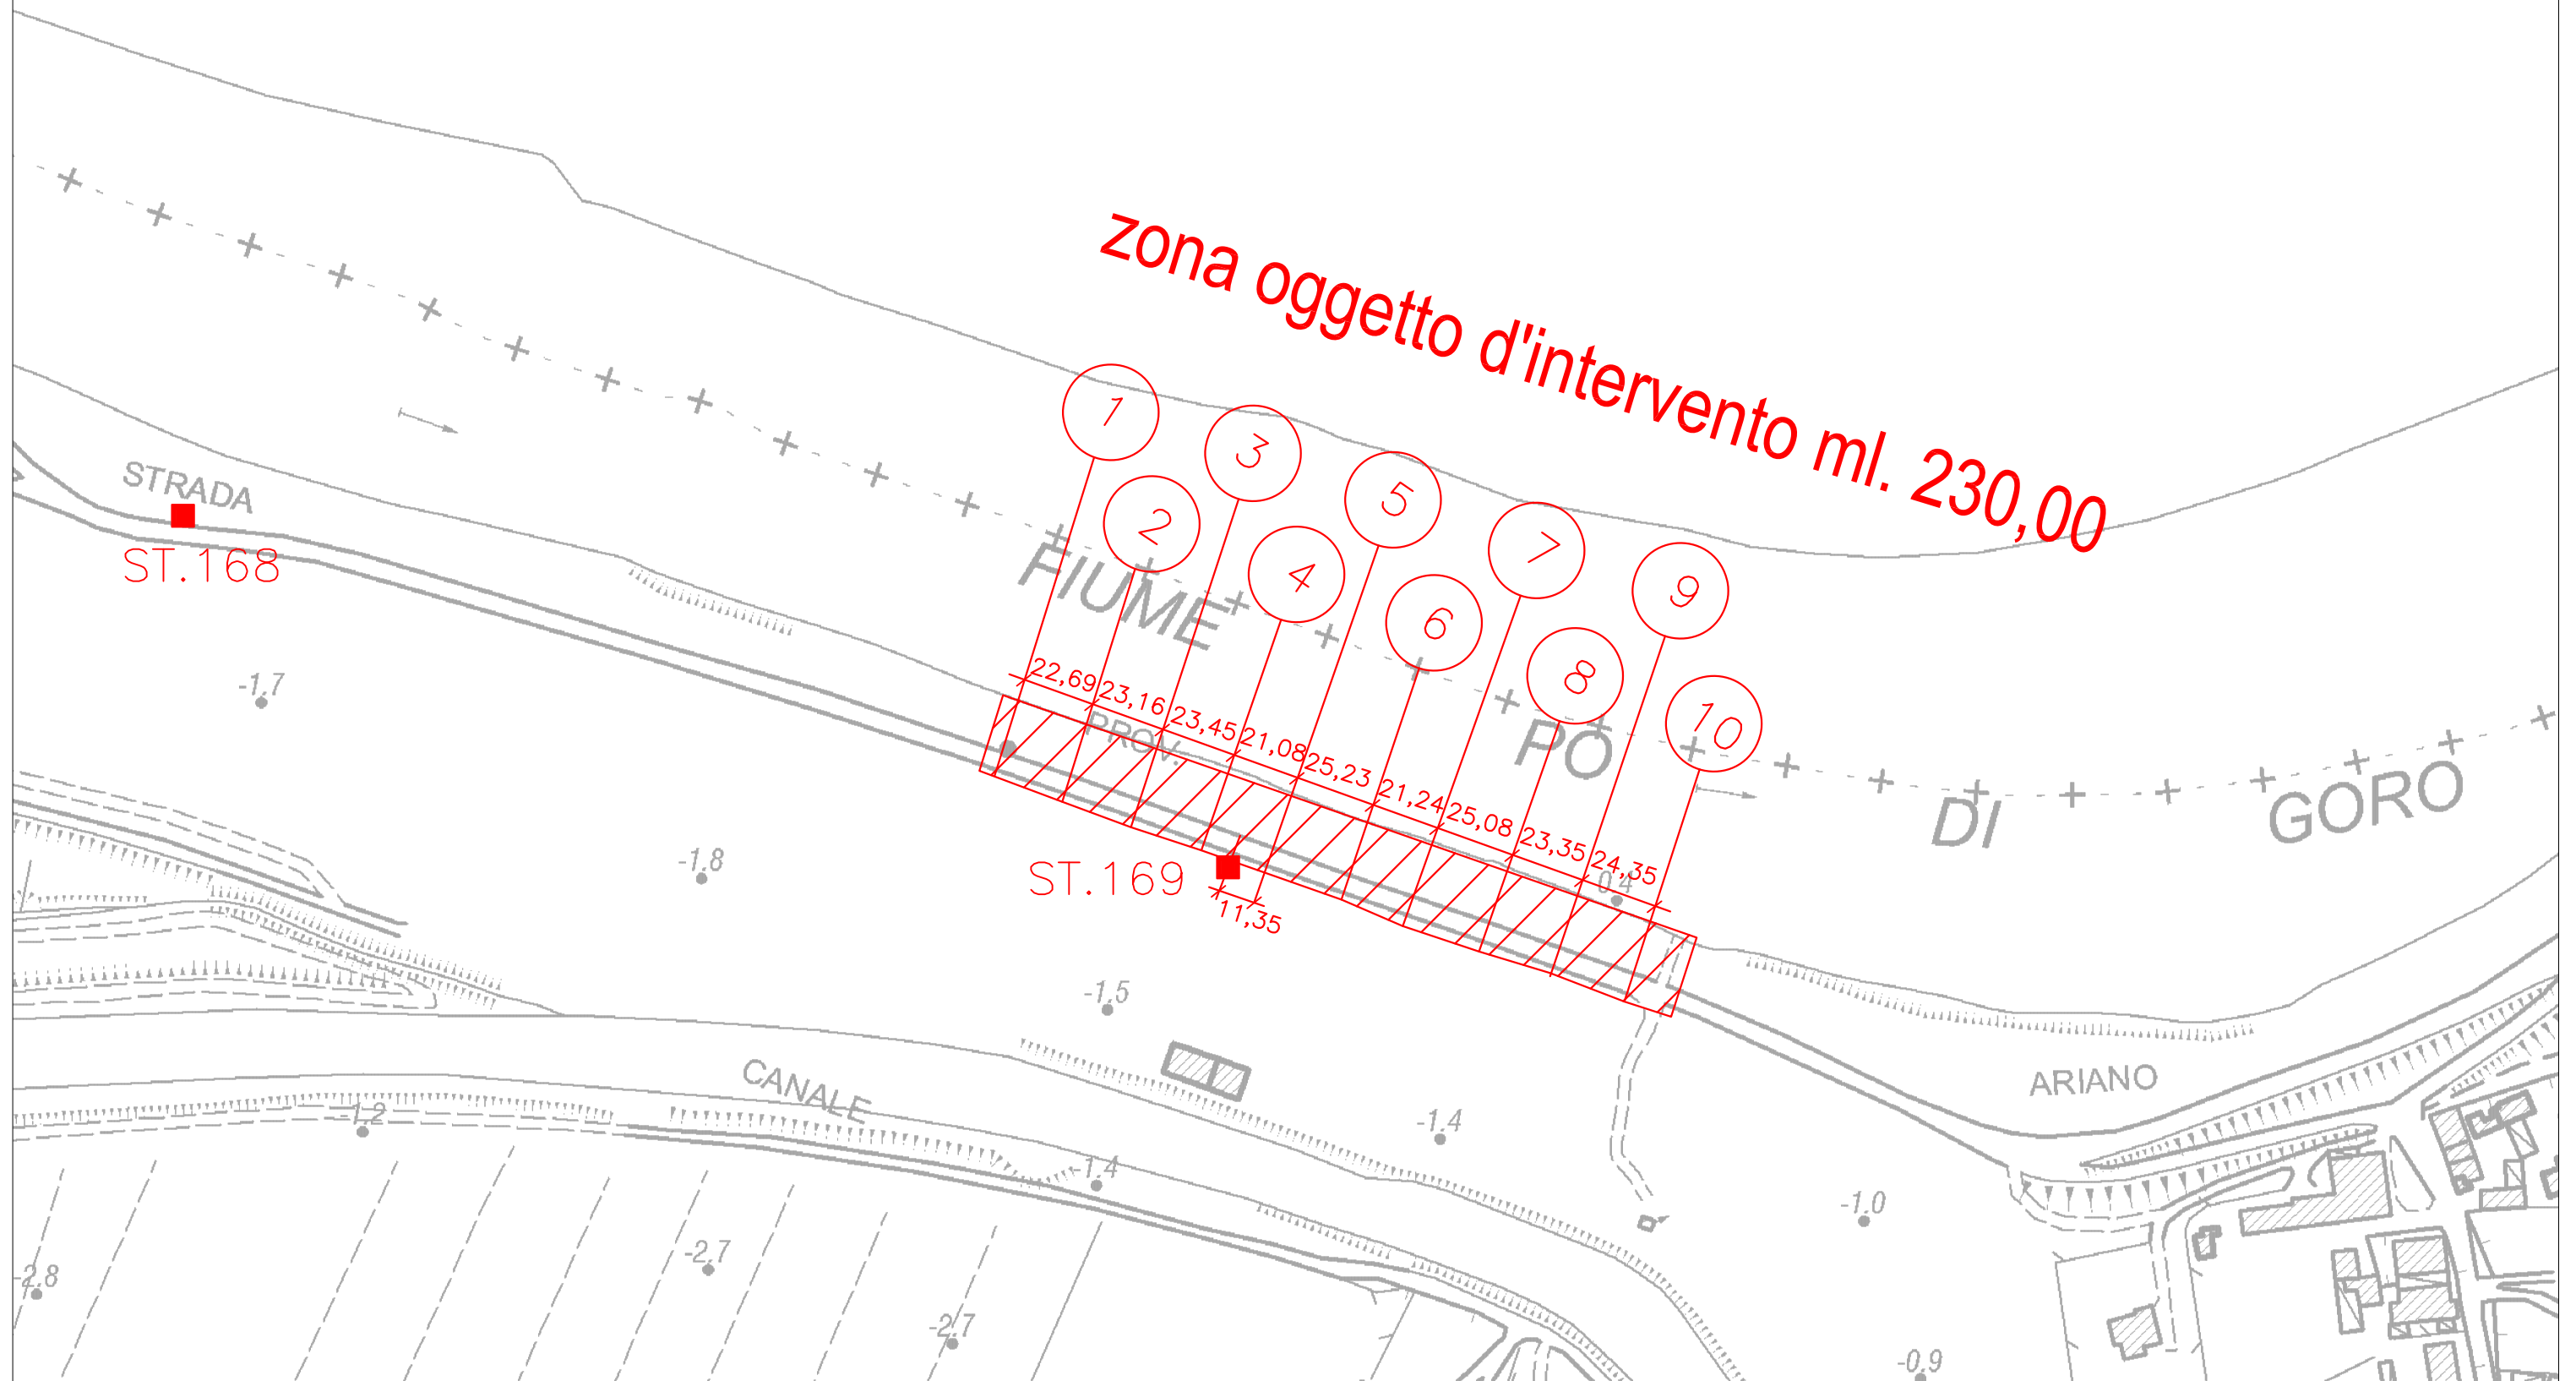 zona oggetto d'intervento ml. 230,00
1
3
5
2
7
4
9
6
8
10
STRADA
ST.168
FIUME
PO
DI
GORO
22,69
23,16
23,45
21,08
25,23
21,24
25,08
23,35
24,35
PROV.
-1.7
-1.8
ST.169
11,35
0.4
-1.5
CANALE
ARIANO
-1.2
-1.4
-1.4
-1.0
-2.7
-2.8
-2.7
-0.9